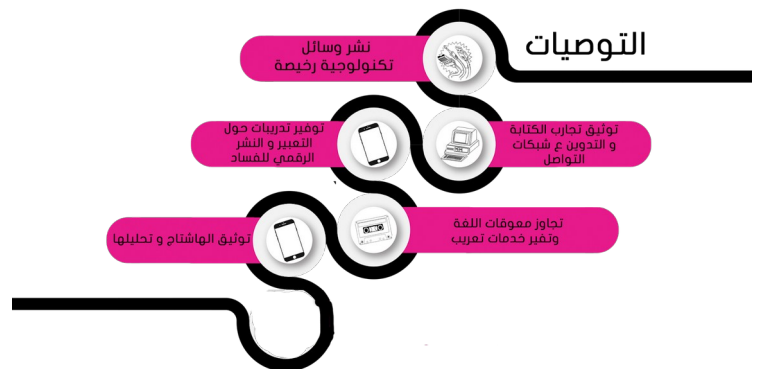 التوصيات
نشر وسائل
تكنولوجية رخيصة
توثيق تجارب الكتابة
و التدوين ع شبكات
التواصل
توفير تدريبات حول
التعبير و النشر
الرقمي للفساد
تجاوز معوقات اللغة
وتفير خدمات تعريب
توثيق الهاشتاج و تحليلها